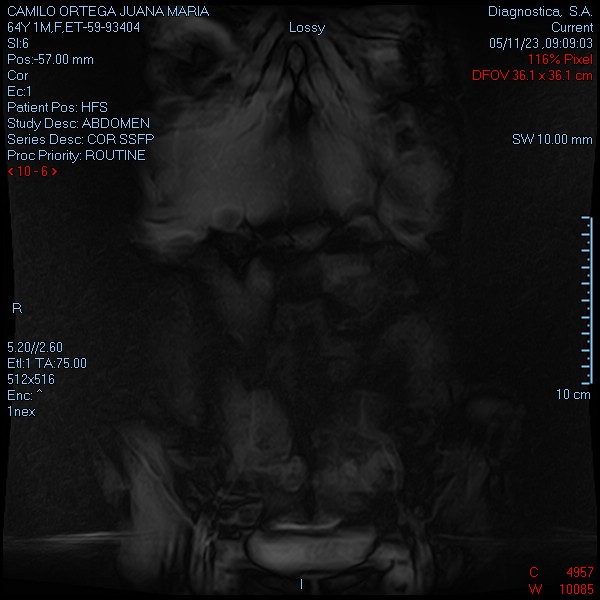 CAMILO ORTEGA JUANA MARIA
64Y 1M,F,ET-59-93404
Sl:6
Pos:-57.00 mm
Cor
Ec:1
Patient Pos: HFS
Study Desc: ABDOMEN
Series Desc: COR SSFP
Proc Priority: ROUTINE
< 10 - 6 >
Lossy
Diagnostica, S.A.
Current
05/11/23 ,09:09:03
116% Pixel
DFOV 36.1 x 36.1 cm
SW 10.00 mm
R
5.20//2.60
Etl:1 TA:75.00
512x516
Enc: ^
1nex
10 cm
I
C 4957
W 10085